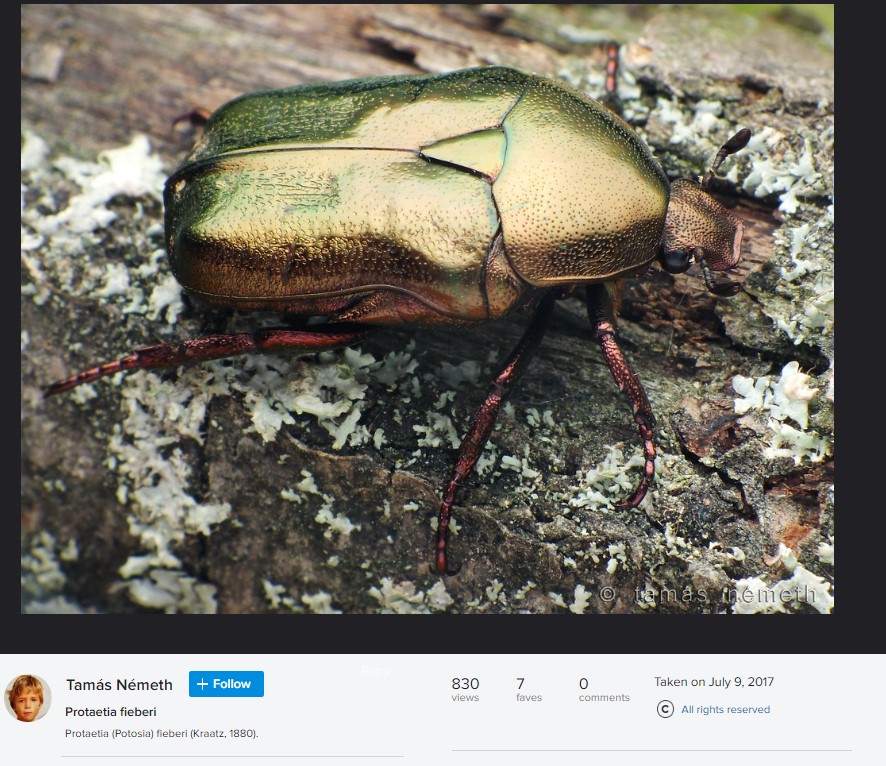 © tamás németh
Tamás Németh
+ Follow
Protaetia fieberi
Protaetia (Potosia) fieberi (Kraatz, 1880).
830
views
7
faves
0
comments
Taken on July 9, 2017
© All rights reserved